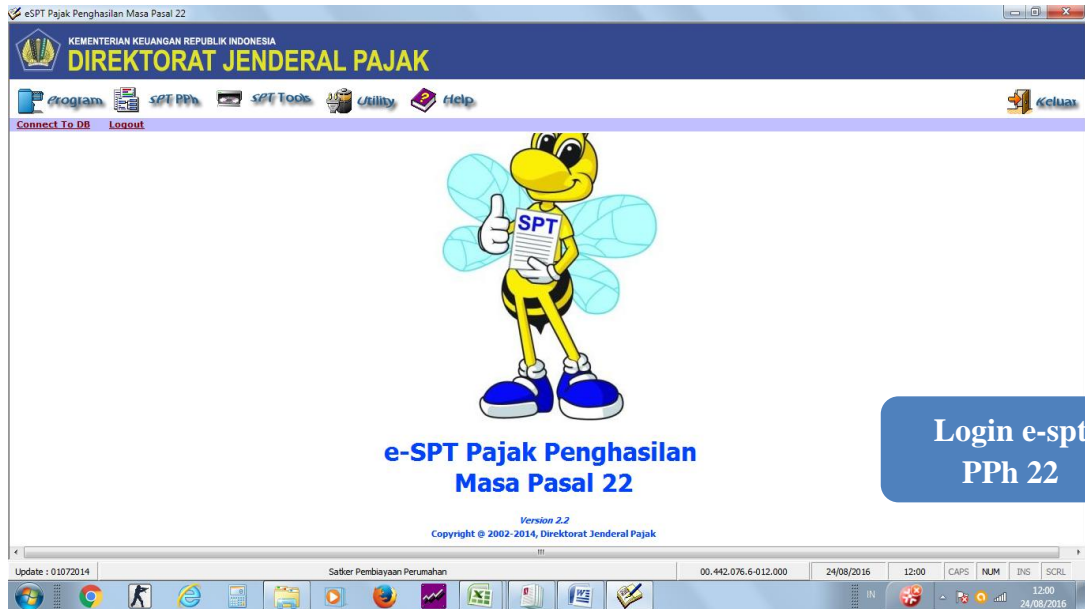 eSPT Pajak Penghasilan Masa Pasal 22
KEMENTERIAN KEUANGAN REPUBLIK INDONESIA
DIREKTORAT JENDERAL PAJAK
Program SPT PPh SPT Tools Utility Help Keluar
Connect To DB Logout
SPT
e-SPT Pajak Penghasilan
Masa Pasal 22
Login e-spt
PPh 22
Version 2.2
Copyright @ 2002-2014, Direktorat Jenderal Pajak
Update : 01072014 Satker Pembiayaan Perumahan 00.442.076.6-012.000 24/08/2016 12:00 CAPS NUM INS SCRL
IN 12:00
24/08/2016